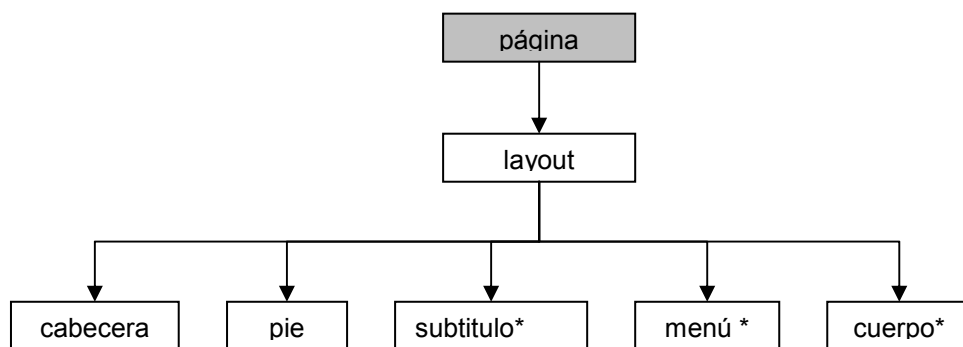 página
layout
cabecera
pie
subtitulo*
menú *
cuerpo*